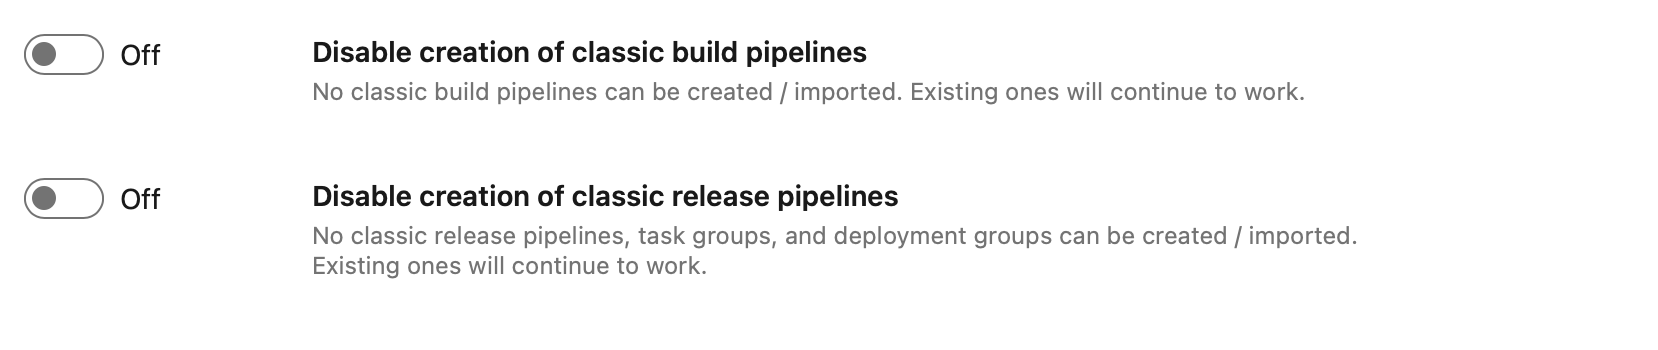 Off
Disable creation of classic build pipelines
No classic build pipelines can be created / imported. Existing ones will continue to work.
Off
Disable creation of classic release pipelines
No classic release pipelines, task groups, and deployment groups can be created / imported.
Existing ones will continue to work.